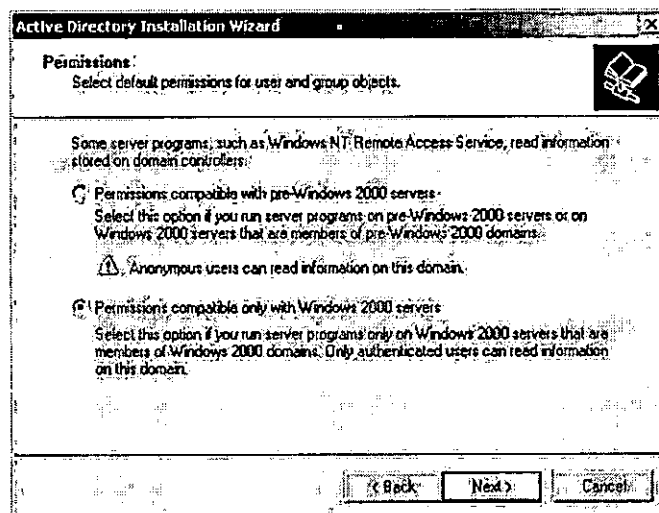 Active Directory Installation Wizard
Permissions
Select default permissions for user and group objects.
Some server programs, such as Windows NT Remote Access Service, read information
stored on domain controllers.
Permissions compatible with pre-Windows 2000 servers
Select this option if you run server programs on pre-Windows 2000 servers or on
Windows 2000 servers that are members of pre-Windows 2000 domains.
Anonymous users can read information on this domain.
Permissions compatible only with Windows 2000 servers
Select this option if you run server programs only on Windows 2000 servers that are
members of Windows 2000 domains. Only authenticated users can read information
on this domain.
< Back Next > Cancel